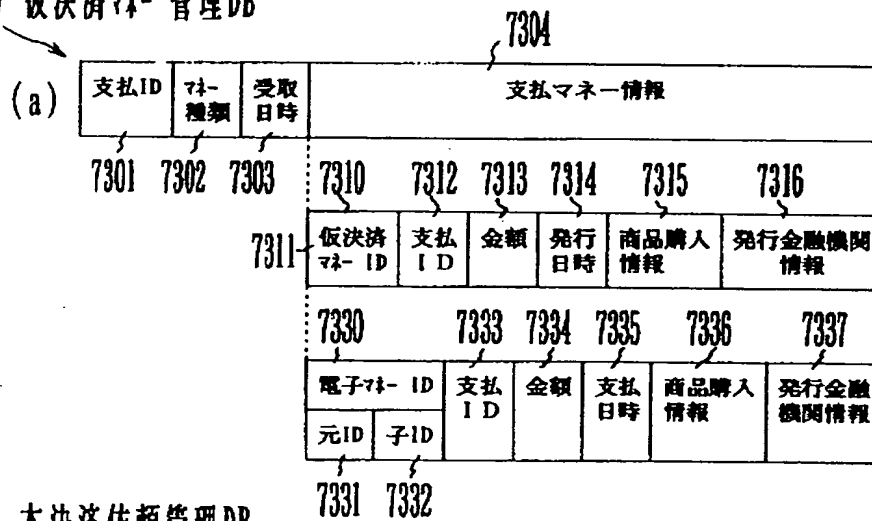 仮決済マネー管理DB
7304
(a)
支払ID
マネー
種類
受取
日時
支払マネー情報
7301 7302 7303 7310 7312 7313 7314 7315 7316
7311
仮決済
マネーID
支払
ID
金額
発行
日時
商品購入
情報
発行金融機関
情報
7330 7333 7334 7335 7336 7337
電子マネーID
元ID
子ID
支払
ID
金額
支払
日時
商品購入
情報
発行金融
機関情報
7331 7332